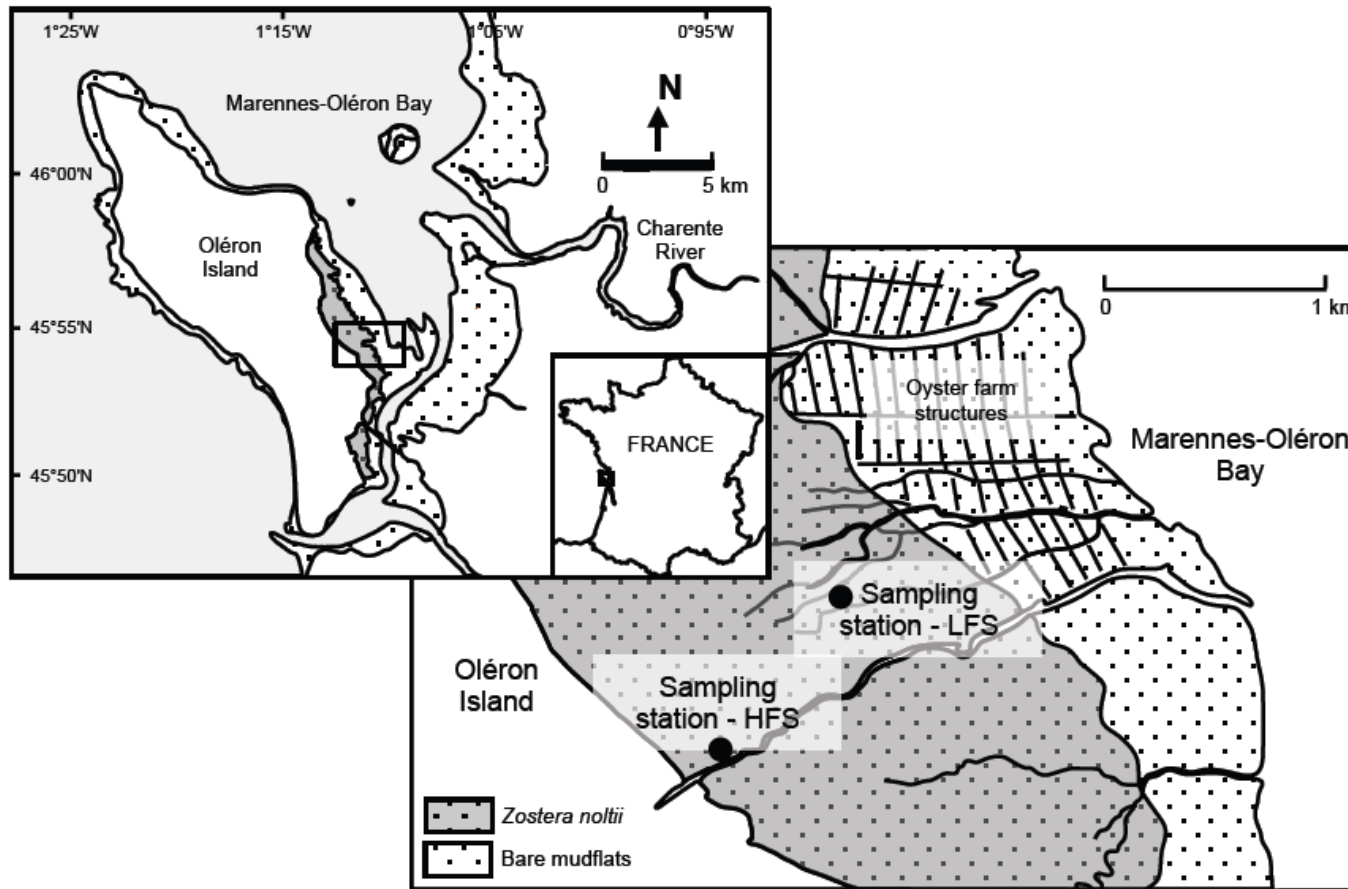 1°25'W
1°15'W
1°05'W
0°95'W
Marennes-Oléron Bay
N
46°00'N
0
5 km
Oléron
Island
Charente
River
45°55'N
45°50'N
FRANCE
0
1 km
Oyster farm
structures
Marennes-Oléron
Bay
Sampling
station - LFS
Oléron
Island
Sampling
station - HFS
Zostera noltii
Bare mudflats